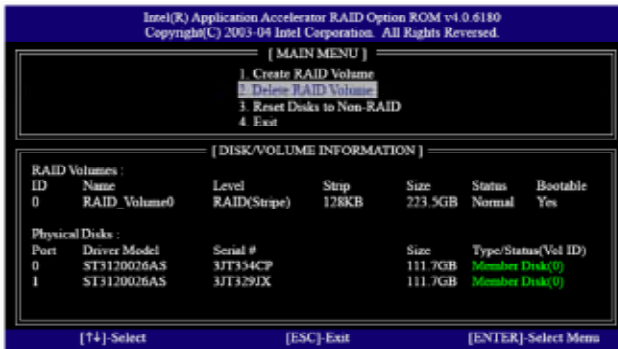 Intel(R) Application Accelerator RAID Option ROM v4.0.6180
Copyright(C) 2003-04 Intel Corporation. All Rights Reversed.
[ MAIN MENU ]
1. Create RAID Volume
2. Delete RAID Volume
3. Reset Disks to Non-RAID
4. Exit
[ DISK/VOLUME INFORMATION ]
RAID Volumes :
ID Name Level Strip Size Status Bootable
0 RAID_Volume0 RAID(Stripe) 128KB 223.5GB Normal Yes
Physical Disks :
Port Driver Model Serial # Size Type/Status(Vol ID)
0 ST3120026AS 3JT354CP 111.7GB Member Disk(0)
1 ST3120026AS 3JT329JX 111.7GB Member Disk(0)
[↑↓]-Select [ESC]-Exit [ENTER]-Select Menu